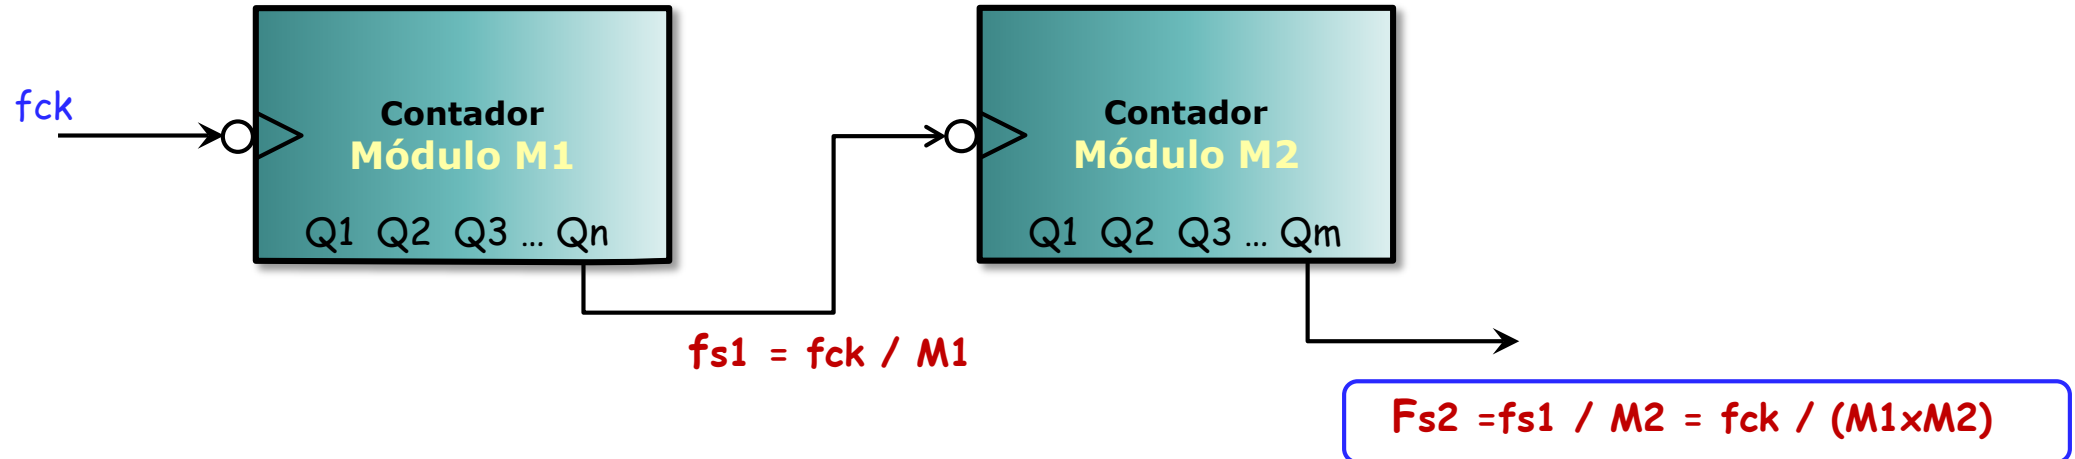 fck
Contador
Módulo M1
Q1 Q2 Q3 ... Qn
Contador
Módulo M2
Q1 Q2 Q3 ... Qm
fs1 = fck / M1
Fs2 =fs1 / M2 = fck / (M1xM2)